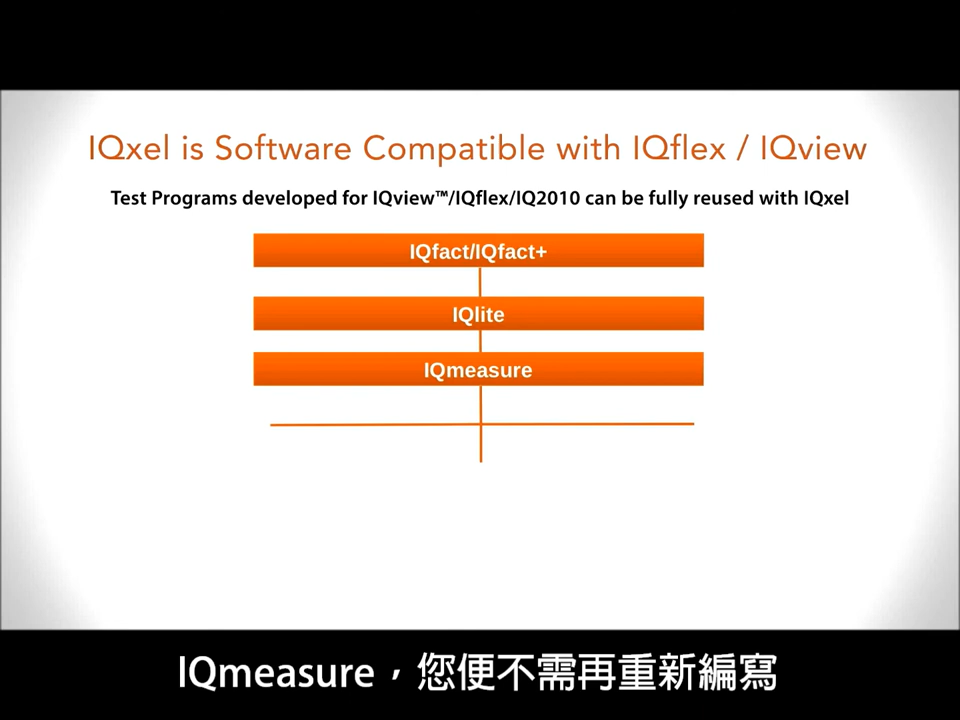 IQxel is Software Compatible with IQflex / IQview
Test Programs developed for IQview™/IQflex/IQ2010 can be fully reused with IQxel
IQfact/IQfact+
IQlite
IQmeasure
IQmeasure，您便不需再重新編寫